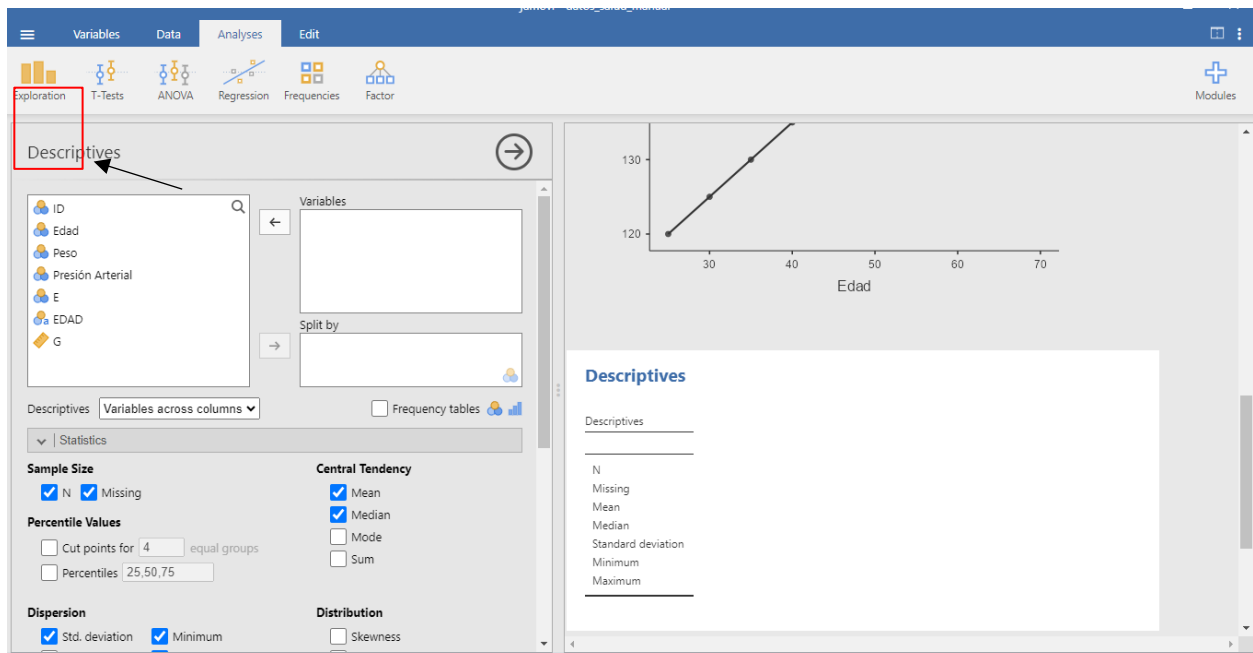 Variables Data Analyses Edit
Exploration T-Tests ANOVA Regression Frequencies Factor Modules
Descriptives
ID
Edad
Peso
Presión Arterial
E
EDAD
G
Variables
Split by
Descriptives Variables across columns Frequency tables
Statistics
Sample Size
N Missing
Percentile Values
Cut points for 4 equal groups
Percentiles 25,50,75
Dispersion
Std. deviation Minimum
Central Tendency
Mean
Median
Mode
Sum
Distribution
Skewness
130
120
30 40 50 60 70
Edad
Descriptives
Descriptives
N
Missing
Mean
Median
Standard deviation
Minimum
Maximum